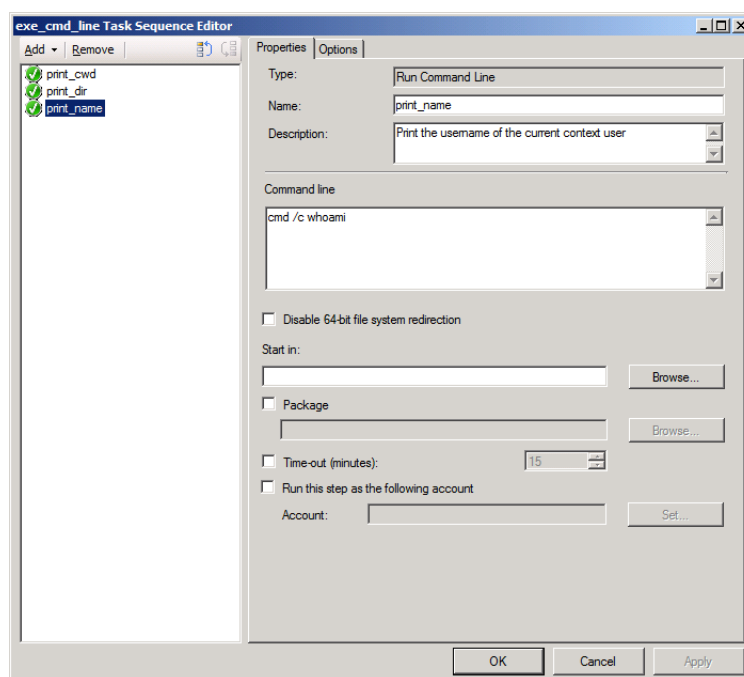 exe_cmd_line Task Sequence Editor
Add Remove
print_cwd
print_dir
print_name
Properties Options
Type: Run Command Line
Name: print_name
Description: Print the username of the current context user
Command line
cmd /c whoami
Disable 64-bit file system redirection
Start in:
Browse...
Package
Browse...
Time-out (minutes): 15
Run this step as the following account
Account: Set...
OK Cancel Apply